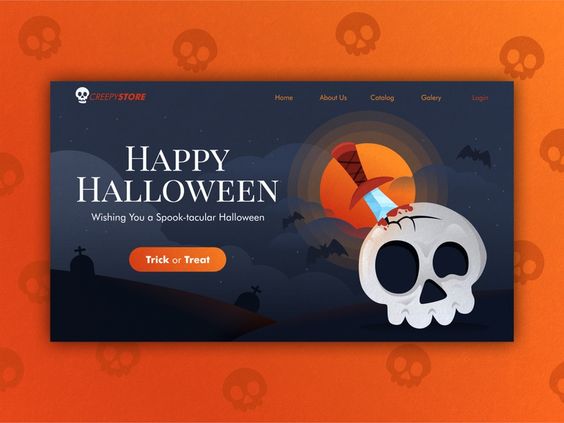 CREEPYSTORE
Home About Us Catalog Galery Login
HAPPY
HALLOWEEN
Wishing You a Spook-tacular Halloween
Trick or Treat